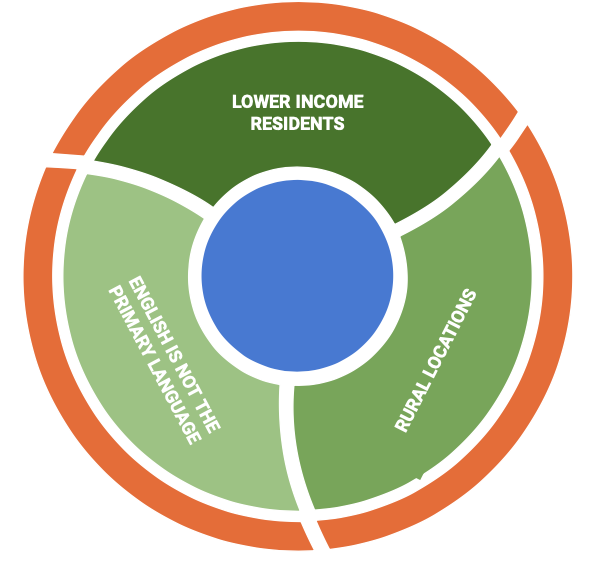 LOWER INCOME
RESIDENTS
ENGLISH IS NOT THE
PRIMARY LANGUAGE
RURAL LOCATIONS